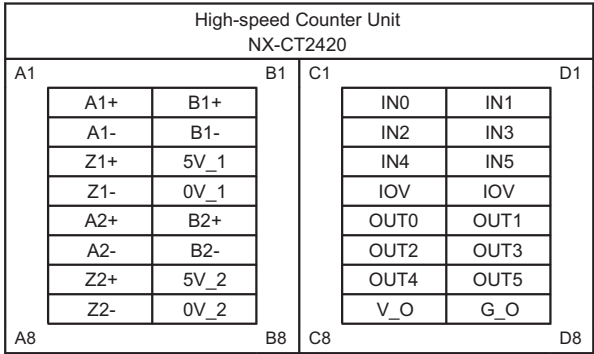 High-speed Counter Unit
NX-CT2420
A1 B1 C1 D1
A1+ B1+ IN0 IN1
A1- B1- IN2 IN3
Z1+ 5V_1 IN4 IN5
Z1- 0V_1 IOV IOV
A2+ B2+ OUT0 OUT1
A2- B2- OUT2 OUT3
Z2+ 5V_2 OUT4 OUT5
Z2- 0V_2 V_O G_O
A8 B8 C8 D8